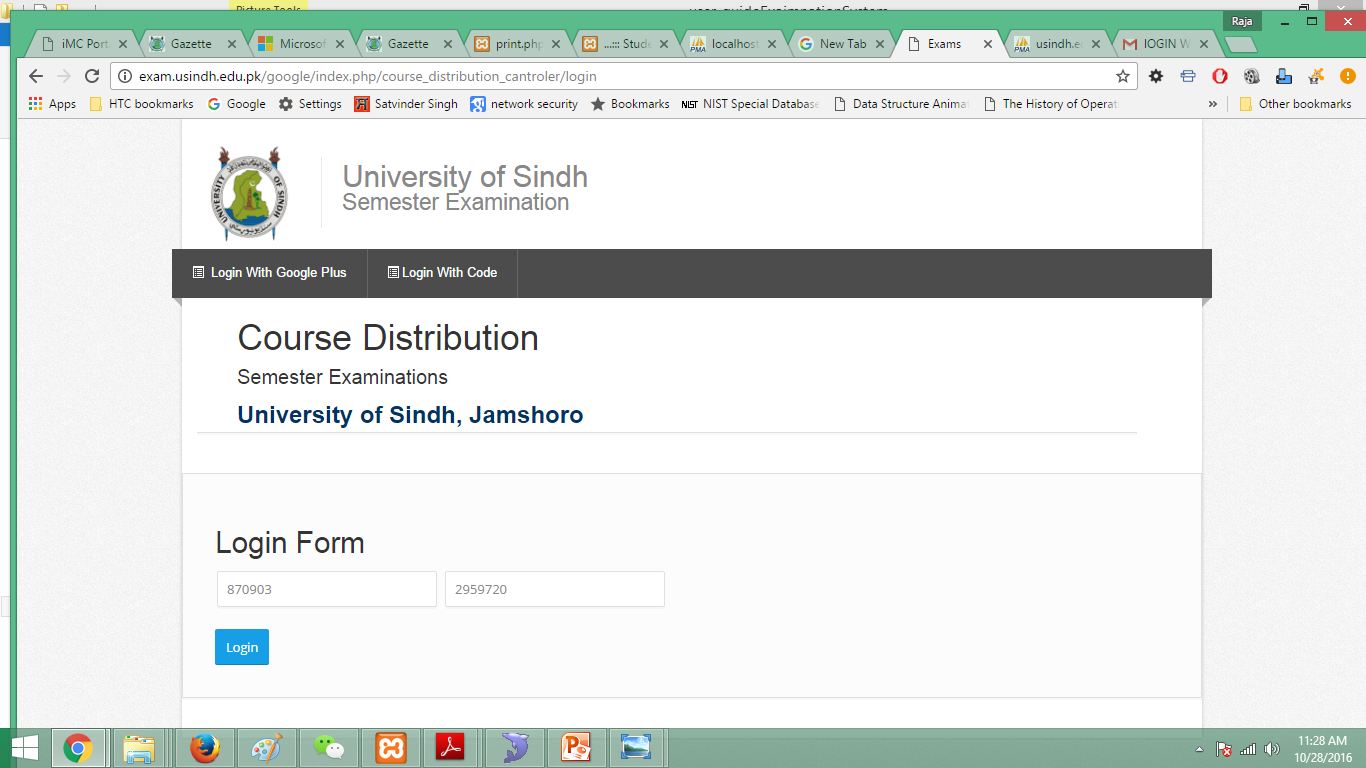 Picture Tools
Raja
iMC Port
Gazette
Microsof
Gazette
print.php
...::: Stude
localhost
New Tab
Exams
usindh.e
exam.usindh.edu.pk/google/index.php/course_distribution_cantroler/login
Apps
HTC bookmarks
Google
Settings
Satvinder Singh
network security
Bookmarks
NIST Special Database
Data Structure Animat
The History of Operat
»
Other bookmarks
UNIVERSITY OF SINDH
University of Sindh
Semester Examination
Login With Google Plus
Login With Code
Course Distribution
Semester Examinations
University of Sindh, Jamshoro
Login Form
870903
2959720
Login
11:28 AM
10/28/2016